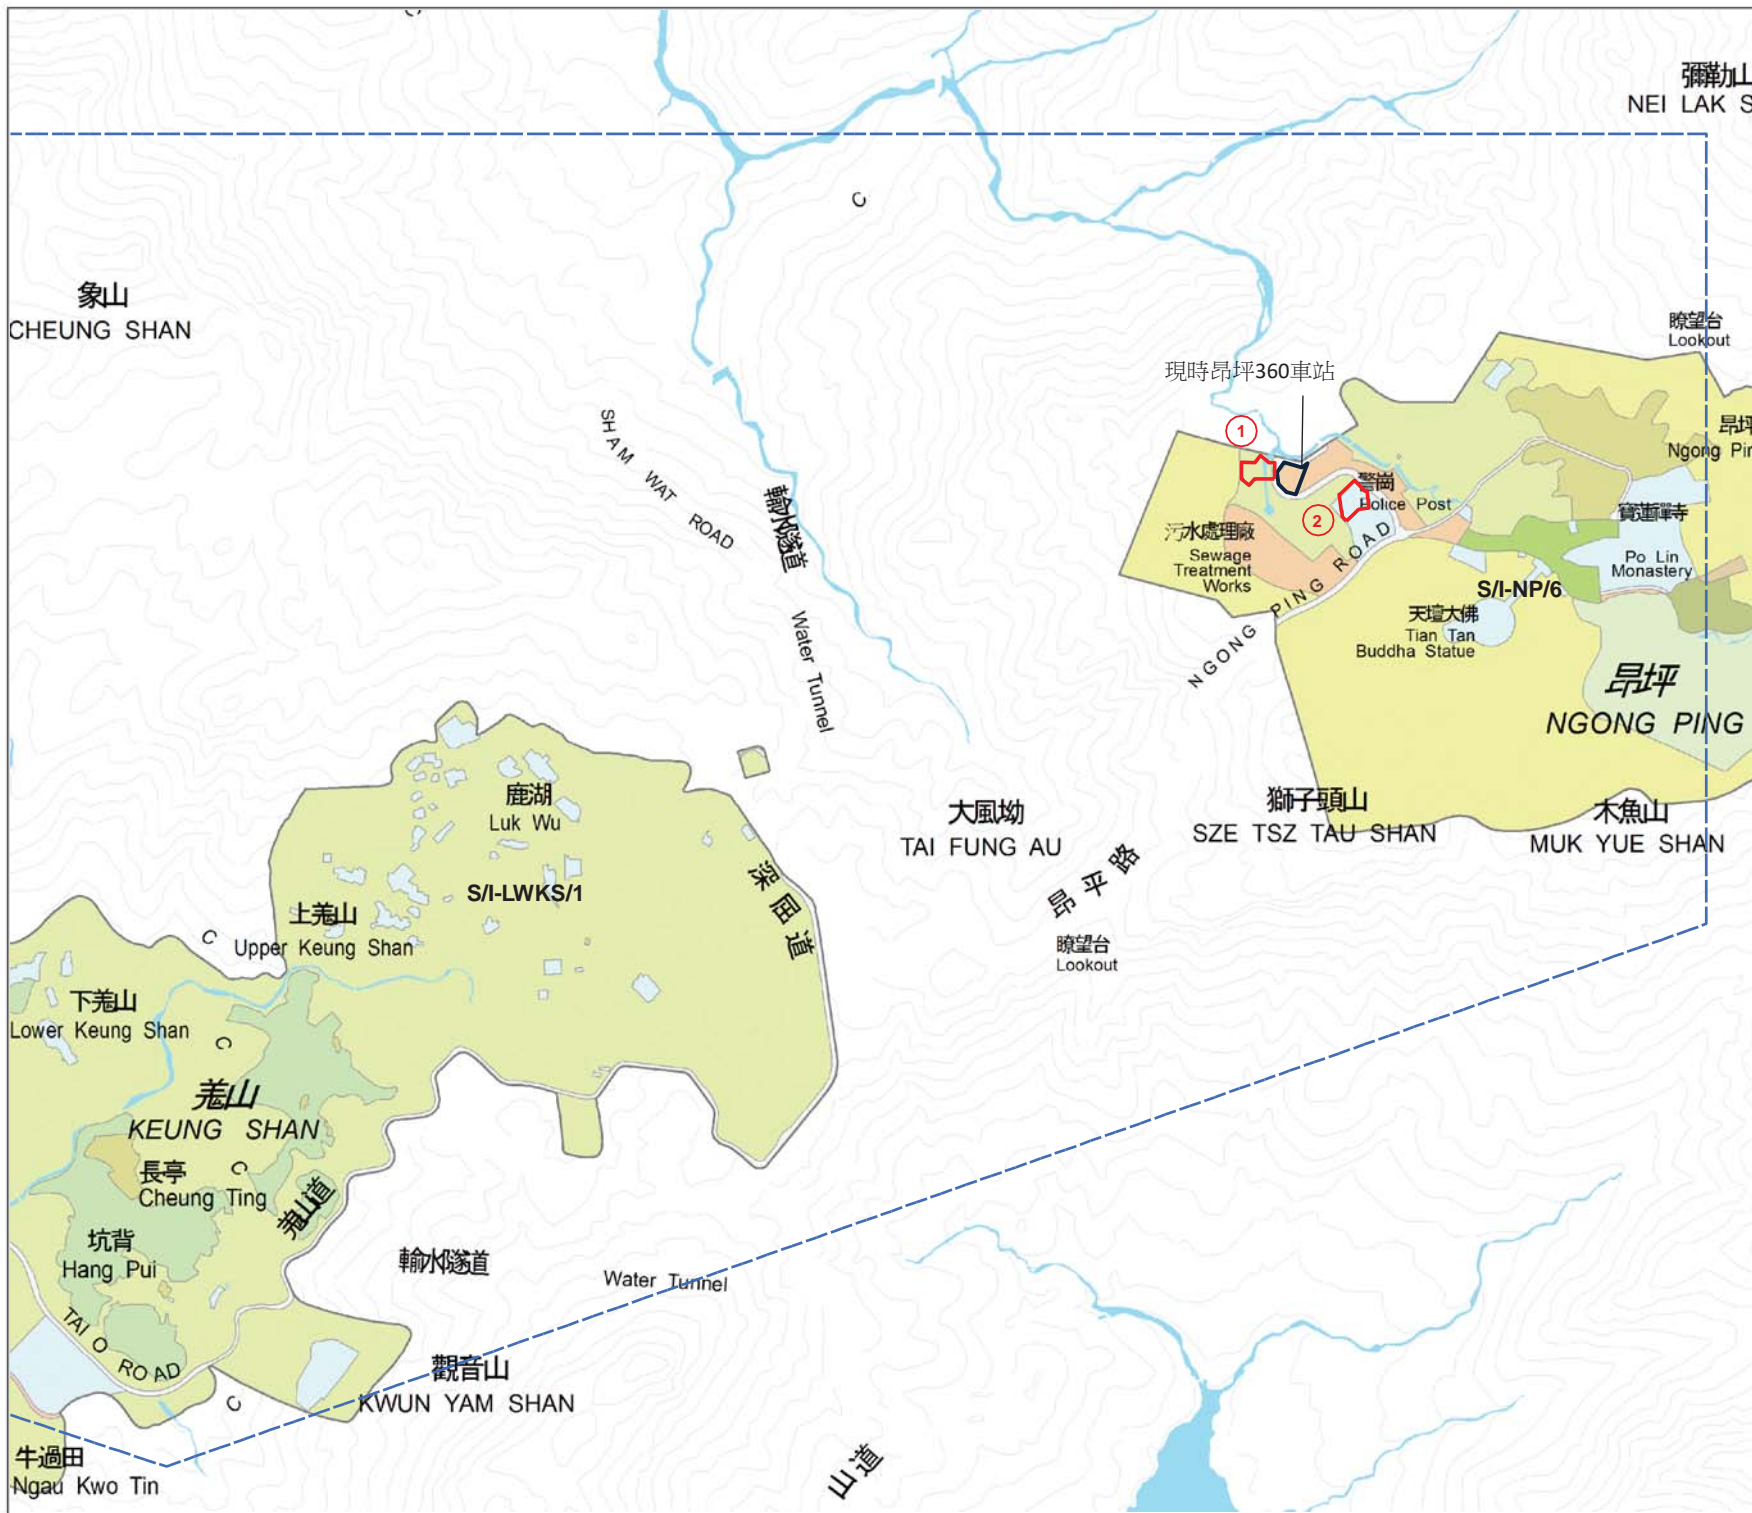 彌勒山
NEI LAK S
C
象山
CHEUNG SHAN
瞭望台
Lookout
現時昂坪360車站
SHAM WAT ROAD
輸水隧道
Water Tunnel
1
2
警崗
Police Post
昂坪
Ngong Pin
污水處理廠
Sewage
Treatment
Works
NGONG PING ROAD
寶蓮禪寺
Po Lin
Monastery
S/I-NP/6
天壇大佛
Tian Tan
Buddha Statue
昂坪
NGONG PING
鹿湖
Luk Wu
大風坳
TAI FUNG AU
獅子頭山
SZE TSZ TAU SHAN
木魚山
MUK YUE SHAN
昂平路
深屈道
S/I-LWKS/1
上羗山
Upper Keung Shan
C
瞭望台
Lookout
下羗山
Lower Keung Shan
C
羗山
KEUNG SHAN
長亭
Cheung Ting
C
羗山道
坑背
Hang Pui
輸水隧道
Water Tunnel
TAI O ROAD
觀音山
KWUN YAM SHAN
C
牛過田
Ngau Kwo Tin
山道